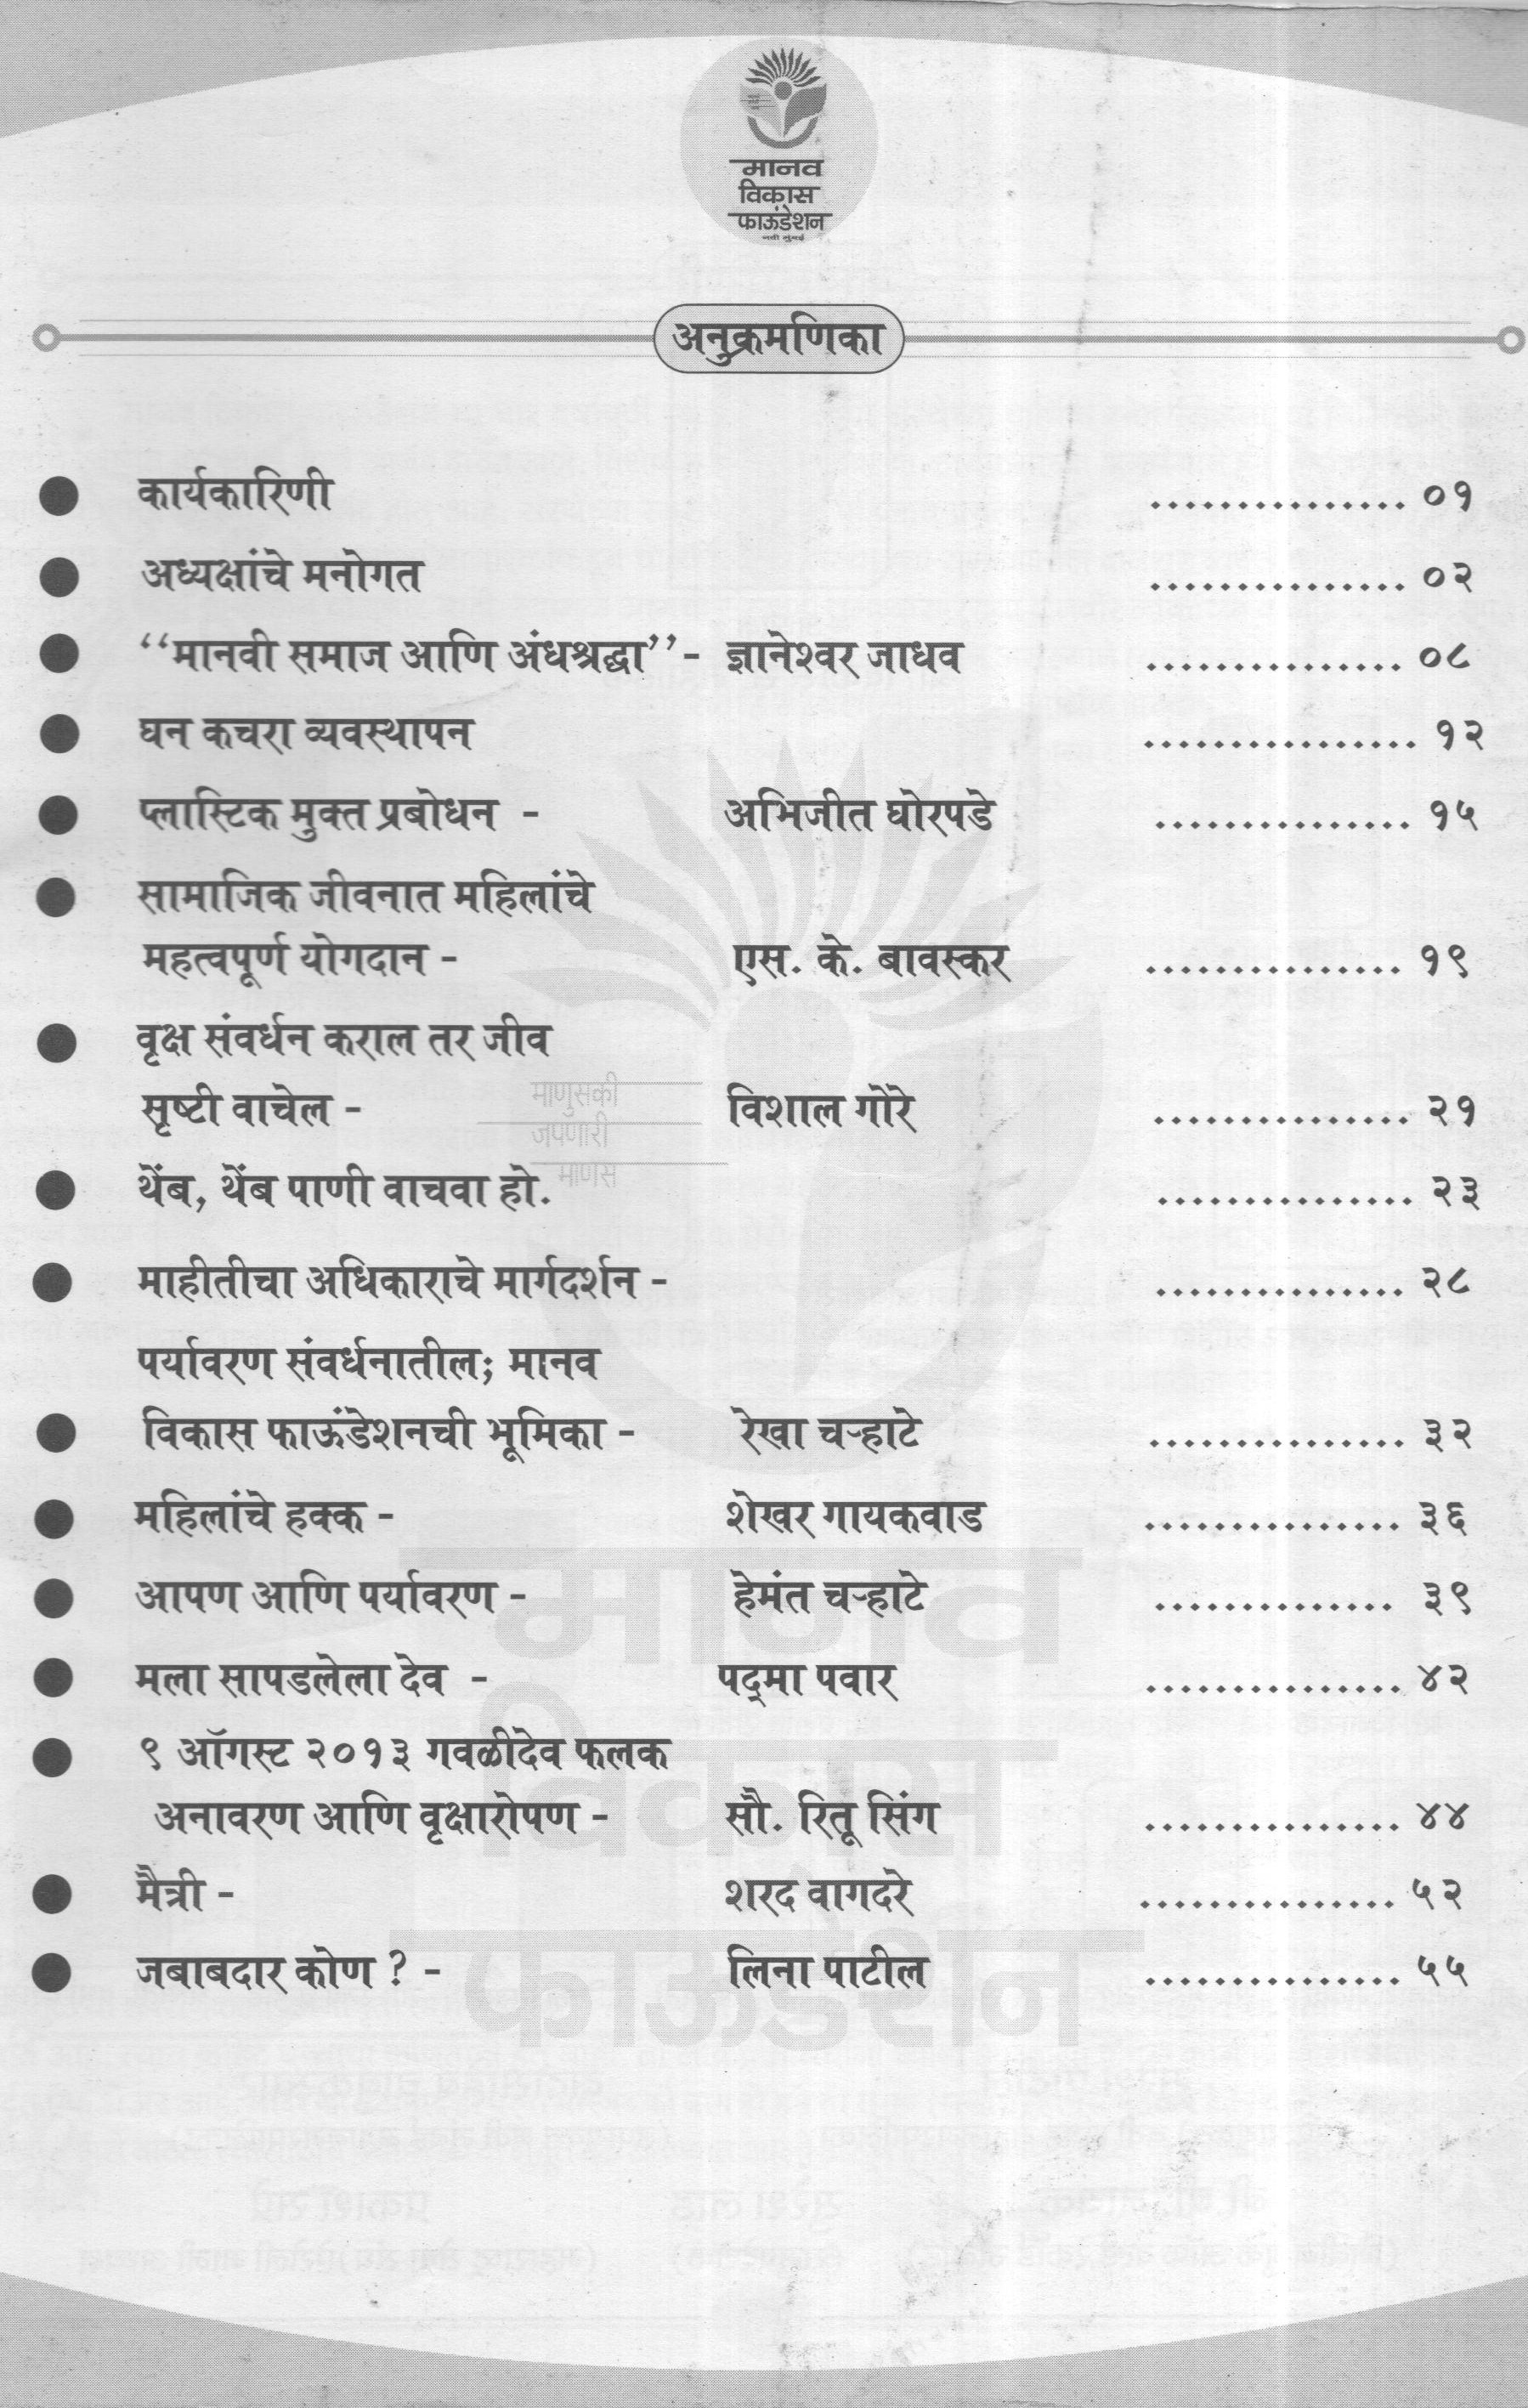 मानव
विकास
फाऊंडेशन
नवी मुंबई
अनुक्रमणिका
कार्यकारिणी ............... ०१
अध्यक्षांचे मनोगत ............... ०२
‘‘मानवी समाज आणि अंधश्रद्धा’’- ज्ञानेश्वर जाधव ............... ०८
घन कचरा व्यवस्थापन ................ १२
प्लास्टिक मुक्त प्रबोधन - अभिजीत घोरपडे ............... १५
सामाजिक जीवनात महिलांचे
महत्वपूर्ण योगदान - एस. के. बावस्कर ............... १९
वृक्ष संवर्धन कराल तर जीव
सृष्टी वाचेल - विशाल गोरे ............... २१
थेंब, थेंब पाणी वाचवा हो. ............... २३
माहीतीचा अधिकाराचे मार्गदर्शन - ............... २८
पर्यावरण संवर्धनातील; मानव
विकास फाऊंडेशनची भूमिका - रेखा चऱ्हाटे ............... ३२
महिलांचे हक्क - शेखर गायकवाड ............... ३६
आपण आणि पर्यावरण - हेमंत चऱ्हाटे .............. ३९
मला सापडलेला देव - पद्‌मा पवार ............... ४२
९ ऑगस्ट २०१३ गवळीदेव फलक
अनावरण आणि वृक्षारोपण - सौ. रितू सिंग ............... ४४
मैत्री - शरद वागदरे ............... ५२
जबाबदार कोण ? - लिना पाटील ............... ५५
माणुसकी
जपणारी
माणसं
मानव
विकास
फाऊंडेशन